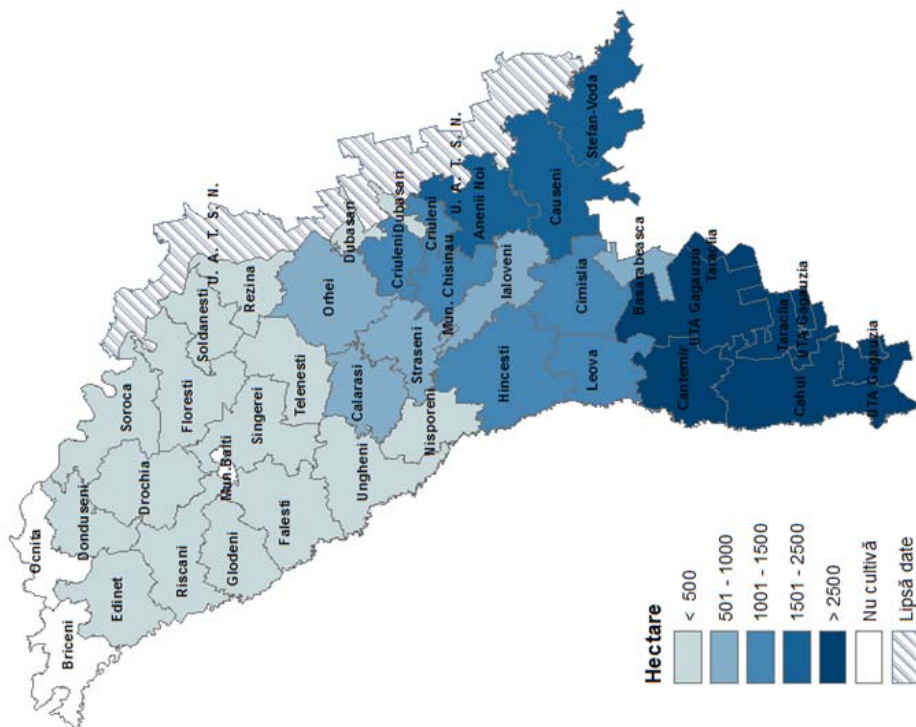 Briceni
Ocnita
Edinet
Donduseni
Soroca
Riscani
Drochia
Floresti
Soldanesti
U. A. T. S. N.
Glodeni
Mun.Balti
Singerei
Rezina
Falesti
Telenesti
Ungheni
Calarasi
Orhei
Dubasari
Nisporeni
Straseni
Criuleni
Dubasari
Criuleni
Mun. Chisinau
U. A. T. S. N.
Anenii Noi
Hincesti
Ialoveni
Causeni
Stefan-Voda
Leova
Cimislia
Basarabeasca
Cantemir
UTA Gagauzia
Taraclia
Cahul
Taraclia
UTA Gagauzia
UTA Gagauzia
Hectare
< 500
501 - 1000
1001 - 1500
1501 - 2500
> 2500
Nu cultivă
Lipsă date